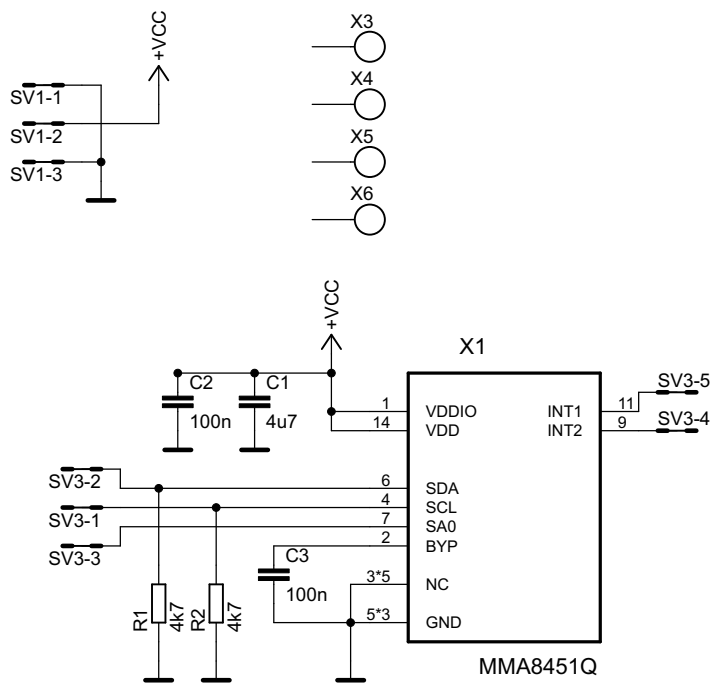 +VCC
SV1-1
SV1-2
SV1-3
X3
X4
X5
X6
+VCC
X1
C2
100n
C1
4u7
1
14
VDDIO
VDD
INT1
INT2
11
9
SV3-5
SV3-4
SV3-2
SV3-1
SV3-3
6
4
7
2
SDA
SCL
SA0
BYP
C3
100n
3*5
NC
5*3
GND
R1
4k7
R2
4k7
MMA8451Q